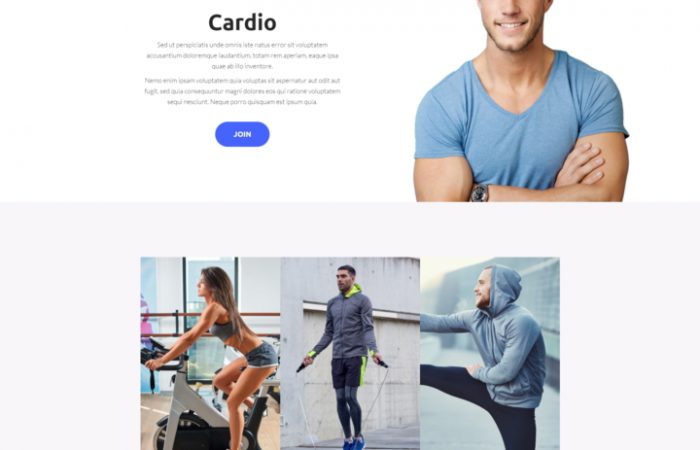 Cardio
Sed ut perspiciatis unde omnis iste natus error sit voluptatem
accusantium doloremque laudantium, totam rem aperiam, eaque ipsa
quae ab illo inventore.
Nemo enim ipsam voluptatem quia voluptas sit aspernatur aut odit aut
fugit, sed quia consequuntur magni dolores eos qui ratione voluptatem
sequi nesciunt. Neque porro quisquam est ipsum quia.
JOIN